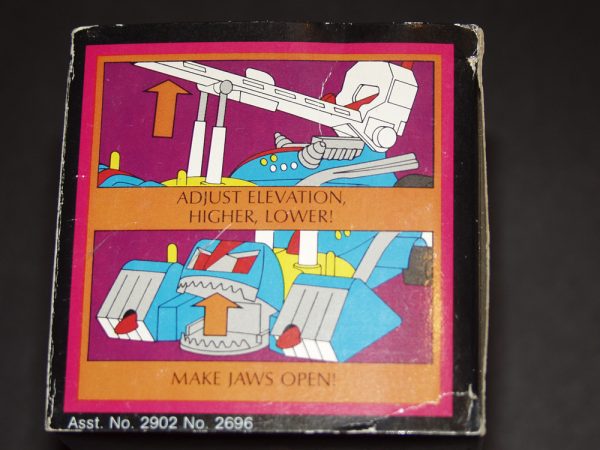 ADJUST ELEVATION,
HIGHER, LOWER!
MAKE JAWS OPEN!
Asst. No. 2902 No. 2696